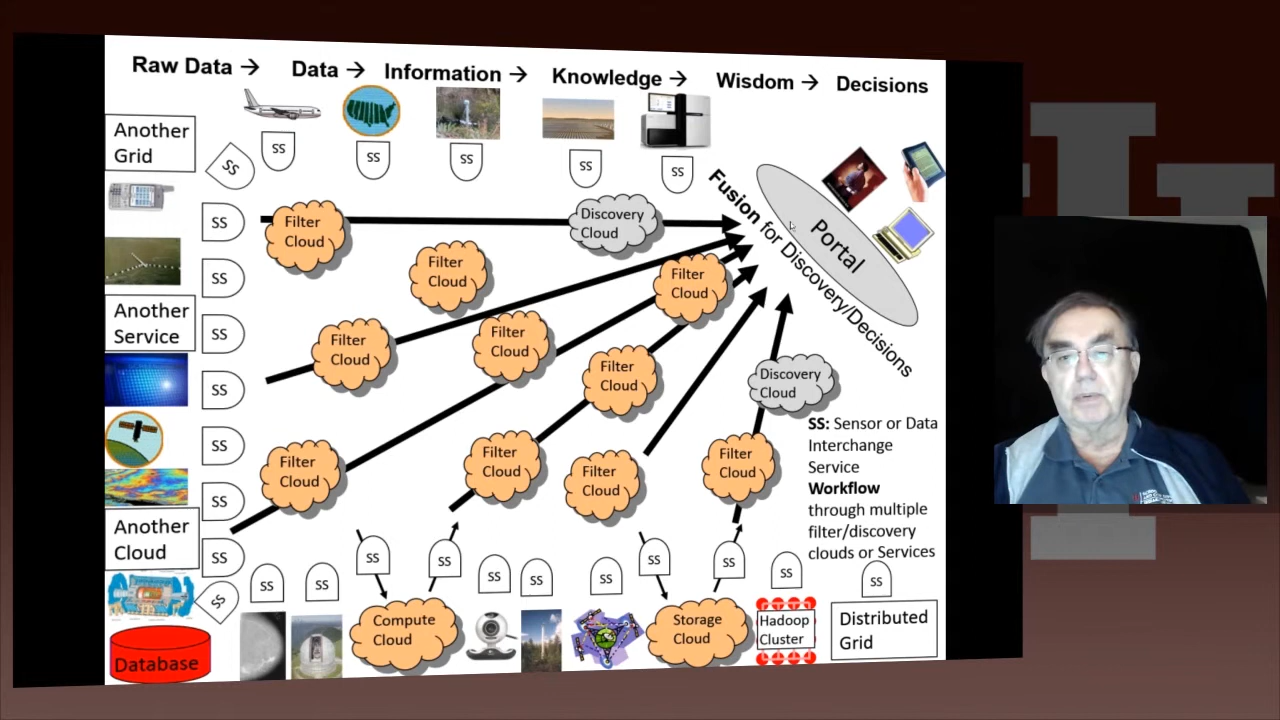 Raw Data → Data → Information → Knowledge → Wisdom → Decisions
Another
Grid
SS
SS
SS
SS
SS
SS
SS
Filter
Cloud
Discovery
Cloud
Fusion for Discovery/Decisions
Portal
SS
Filter
Cloud
Filter
Cloud
Another
Service
SS
Filter
Cloud
Filter
Cloud
Filter
Cloud
SS
Discovery
Cloud
SS
Filter
Cloud
Filter
Cloud
Filter
Cloud
Filter
Cloud
SS: Sensor or Data
Interchange
Service
Workflow
through multiple
filter/discovery
clouds or Services
SS
Another
Cloud
SS
SS
SS
SS
SS
SS
SS
SS
SS
SS
SS
SS
SS
SS
Database
Compute
Cloud
Storage
Cloud
Hadoop
Cluster
Distributed
Grid